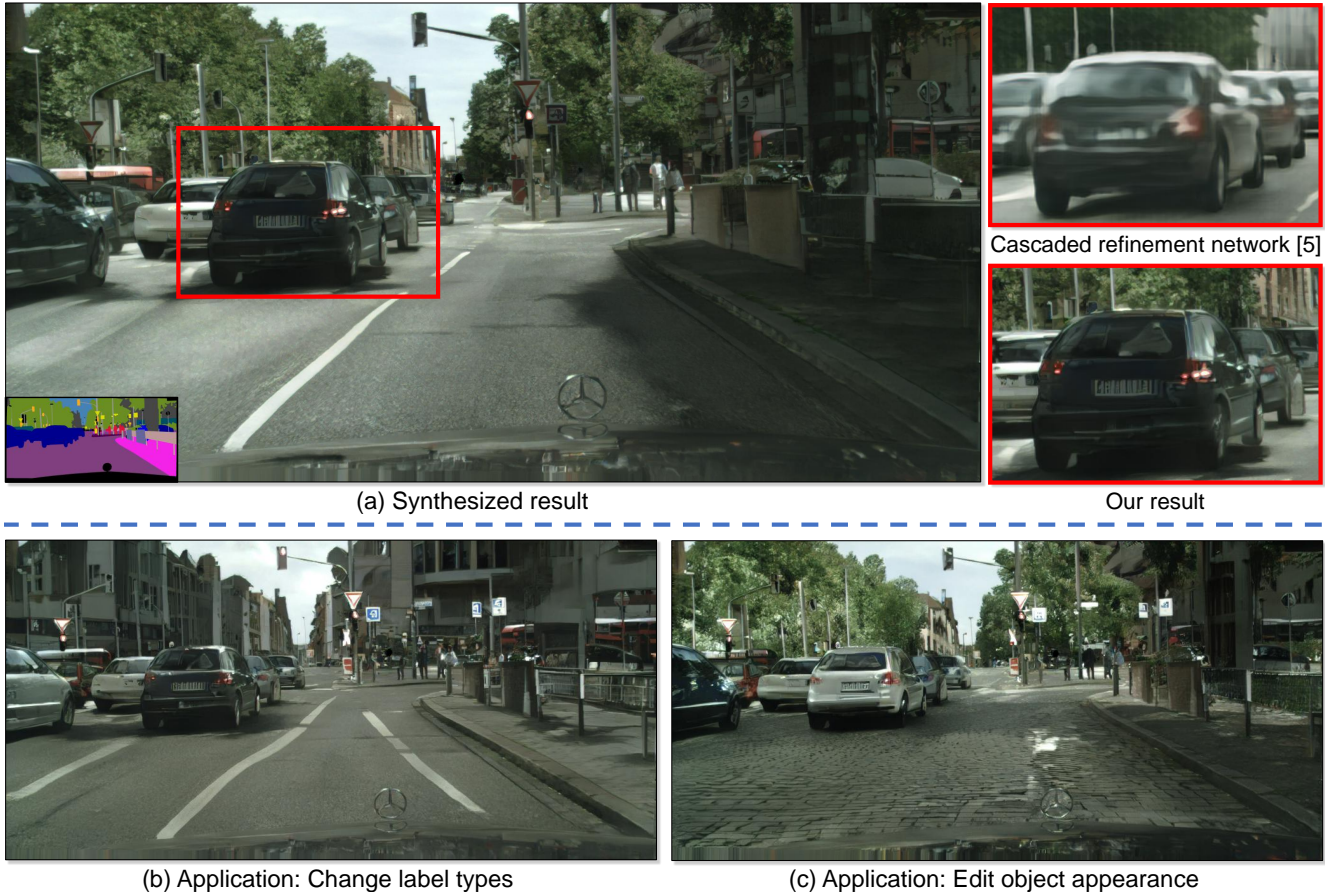 Cascaded refinement network [5]
(a) Synthesized result
Our result
(b) Application: Change label types
(c) Application: Edit object appearance